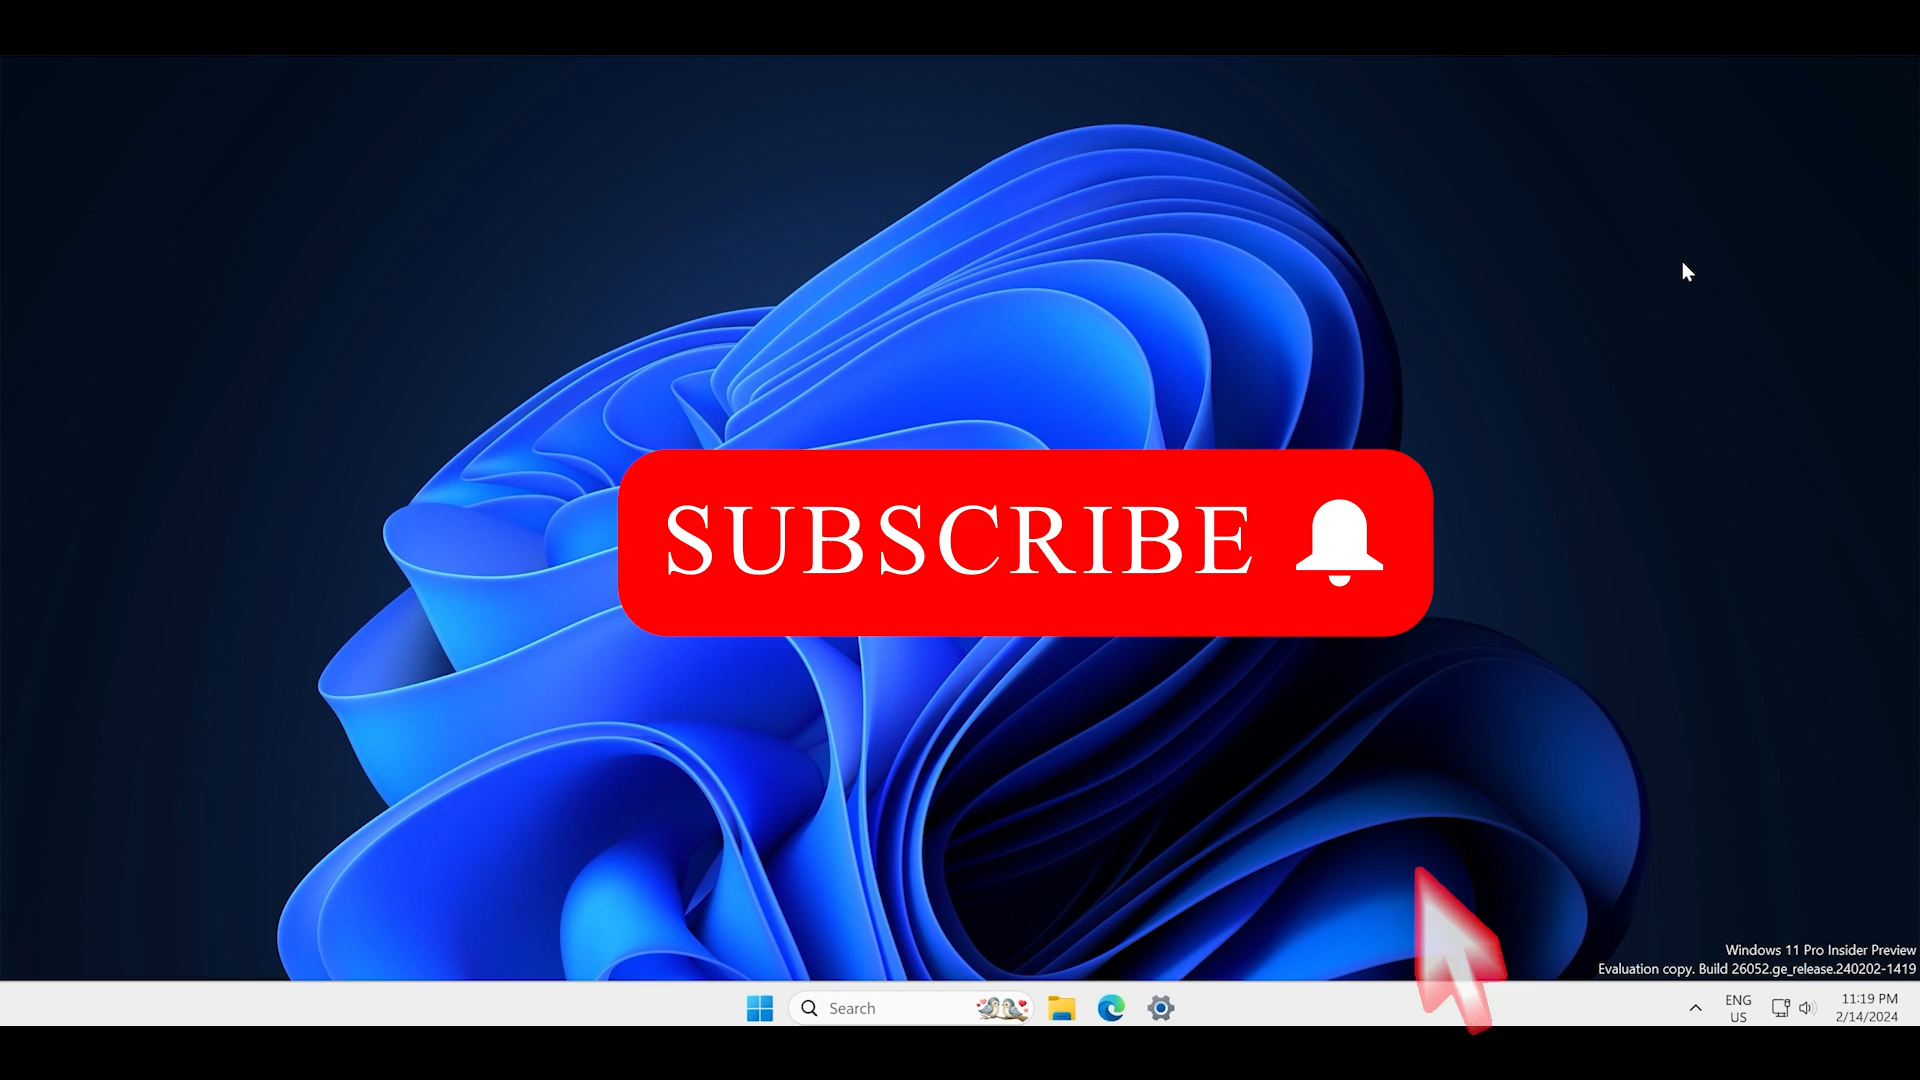 SUBSCRIBE
Windows 11 Pro Insider Preview
Evaluation copy. Build 26052.ge_release.240202-1419
Search
ENG
US
11:19 PM
2/14/2024